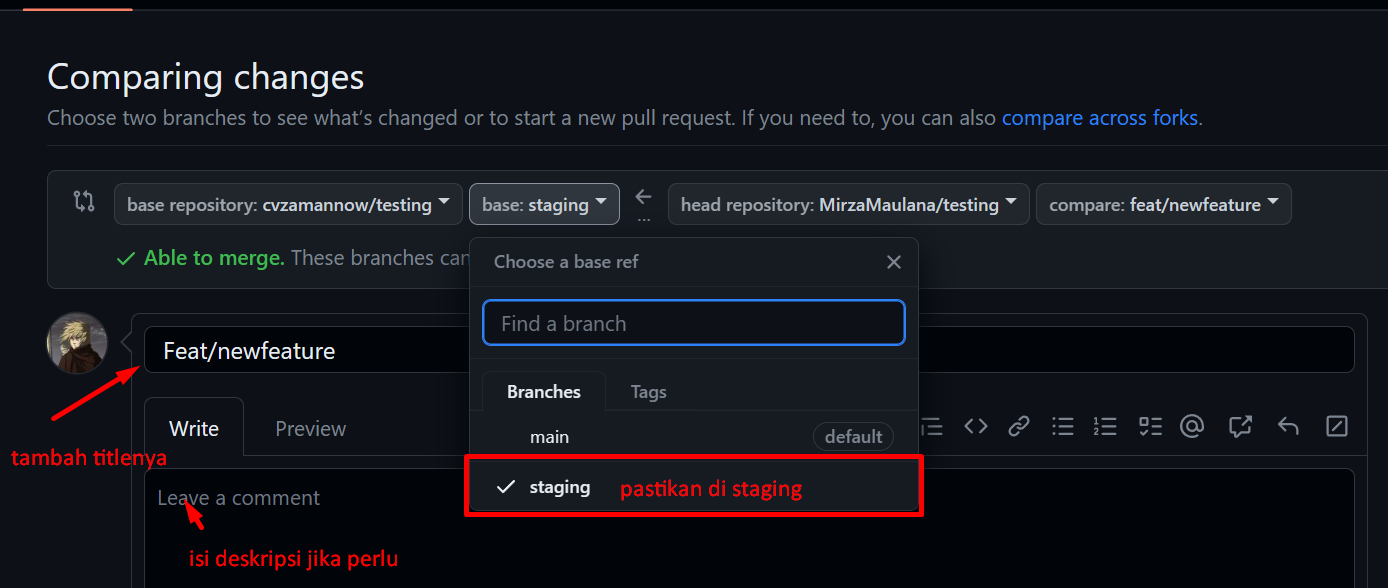 Comparing changes
Choose two branches to see what's changed or to start a new pull request. If you need to, you can also compare across forks.
base repository: cvzamannow/testing
base: staging
head repository: MirzaMaulana/testing
compare: feat/newfeature
Able to merge. These branches can
Choose a base ref
Find a branch
Feat/newfeature
Branches
Tags
main
default
staging
pastikan di staging
Write
Preview
tambah titlenya
Leave a comment
isi deskripsi jika perlu